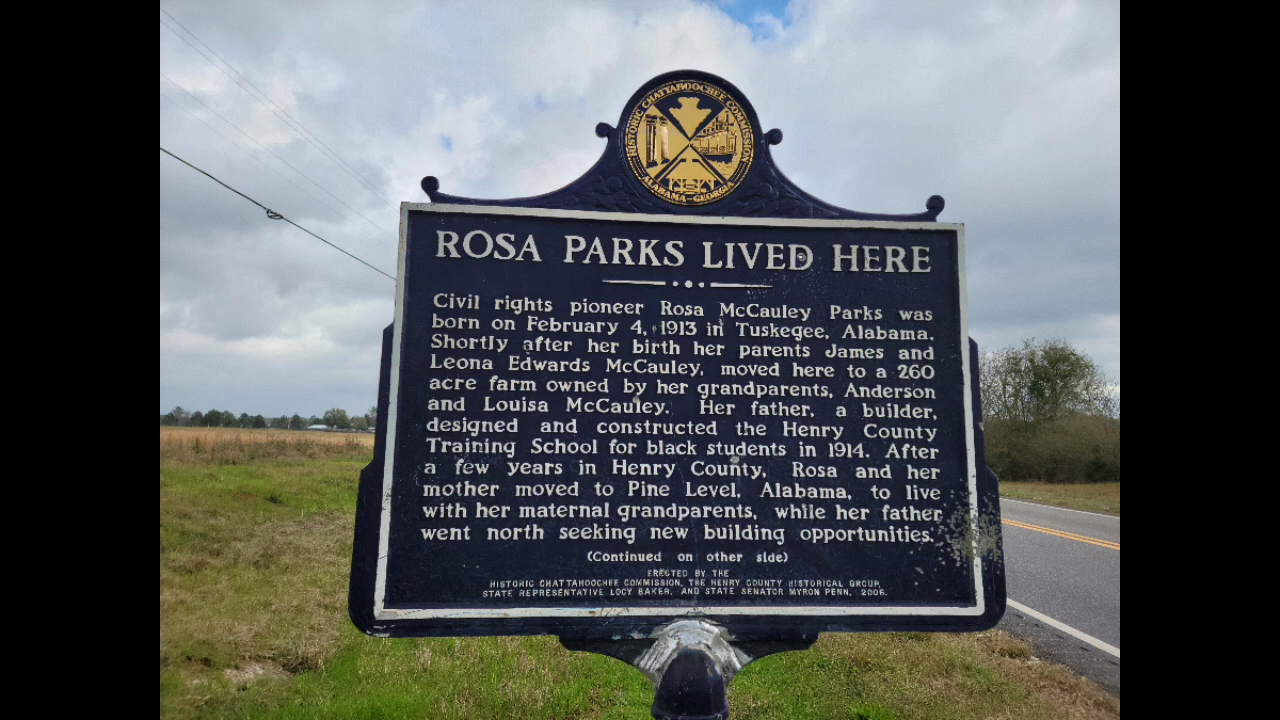 HISTORIC CHATTAHOOCHEE COMMISSION
ALABAMA-GEORGIA
ROSA PARKS LIVED HERE
Civil rights pioneer Rosa McCauley Parks was
born on February 4, 1913 in Tuskegee, Alabama.
Shortly after her birth her parents James and
Leona Edwards McCauley, moved here to a 260
acre farm owned by her grandparents, Anderson
and Louisa McCauley. Her father, a builder,
designed and constructed the Henry County
Training School for black students in 1914. After
a few years in Henry County, Rosa and her
mother moved to Pine Level, Alabama, to live
with her maternal grandparents, while her father
went north seeking new building opportunities.
(Continued on other side)
ERECTED BY THE
HISTORIC CHATTAHOOCHEE COMMISSION, THE HENRY COUNTY HISTORICAL GROUP,
STATE REPRESENTATIVE LOCY BAKER, AND STATE SENATOR MYRON PENN, 2006.